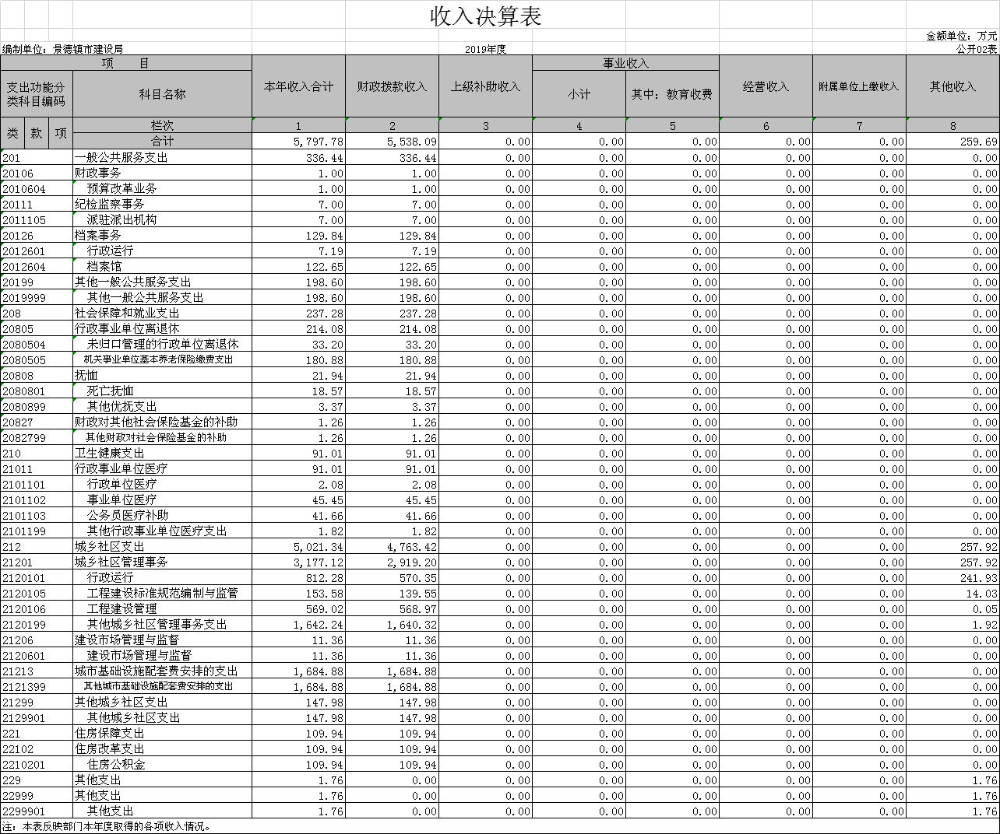 收入决算表
金额单位：万元
编制单位：景德镇市建设局 2019年度 公开02表
项 目 本年收入合计 财政拨款收入 上级补助收入 事业收入 经营收入 附属单位上缴收入 其他收入
支出功能分类科目编码 科目名称 小计 其中：教育收费
类 款 项 栏次 1 2 3 4 5 6 7 8
合计 5,797.78 5,538.09 0.00 0.00 0.00 0.00 0.00 259.69
201 一般公共服务支出 336.44 336.44 0.00 0.00 0.00 0.00 0.00 0.00
20106 财政事务 1.00 1.00 0.00 0.00 0.00 0.00 0.00 0.00
2010604 预算改革业务 1.00 1.00 0.00 0.00 0.00 0.00 0.00 0.00
20111 纪检监察事务 7.00 7.00 0.00 0.00 0.00 0.00 0.00 0.00
2011105 派驻派出机构 7.00 7.00 0.00 0.00 0.00 0.00 0.00 0.00
20126 档案事务 129.84 129.84 0.00 0.00 0.00 0.00 0.00 0.00
2012601 行政运行 7.19 7.19 0.00 0.00 0.00 0.00 0.00 0.00
2012604 档案馆 122.65 122.65 0.00 0.00 0.00 0.00 0.00 0.00
20199 其他一般公共服务支出 198.60 198.60 0.00 0.00 0.00 0.00 0.00 0.00
2019999 其他一般公共服务支出 198.60 198.60 0.00 0.00 0.00 0.00 0.00 0.00
208 社会保障和就业支出 237.28 237.28 0.00 0.00 0.00 0.00 0.00 0.00
20805 行政事业单位离退休 214.08 214.08 0.00 0.00 0.00 0.00 0.00 0.00
2080504 未归口管理的行政单位离退休 33.20 33.20 0.00 0.00 0.00 0.00 0.00 0.00
2080505 机关事业单位基本养老保险缴费支出 180.88 180.88 0.00 0.00 0.00 0.00 0.00 0.00
20808 抚恤 21.94 21.94 0.00 0.00 0.00 0.00 0.00 0.00
2080801 死亡抚恤 18.57 18.57 0.00 0.00 0.00 0.00 0.00 0.00
2080899 其他优抚支出 3.37 3.37 0.00 0.00 0.00 0.00 0.00 0.00
20827 财政对其他社会保险基金的补助 1.26 1.26 0.00 0.00 0.00 0.00 0.00 0.00
2082799 其他财政对社会保险基金的补助 1.26 1.26 0.00 0.00 0.00 0.00 0.00 0.00
210 卫生健康支出 91.01 91.01 0.00 0.00 0.00 0.00 0.00 0.00
21011 行政事业单位医疗 91.01 91.01 0.00 0.00 0.00 0.00 0.00 0.00
2101101 行政单位医疗 2.08 2.08 0.00 0.00 0.00 0.00 0.00 0.00
2101102 事业单位医疗 45.45 45.45 0.00 0.00 0.00 0.00 0.00 0.00
2101103 公务员医疗补助 41.66 41.66 0.00 0.00 0.00 0.00 0.00 0.00
2101199 其他行政事业单位医疗支出 1.82 1.82 0.00 0.00 0.00 0.00 0.00 0.00
212 城乡社区支出 5,021.34 4,763.42 0.00 0.00 0.00 0.00 0.00 257.92
21201 城乡社区管理事务 3,177.12 2,919.20 0.00 0.00 0.00 0.00 0.00 257.92
2120101 行政运行 812.28 570.35 0.00 0.00 0.00 0.00 0.00 241.93
2120105 工程建设标准规范编制与监管 153.58 139.55 0.00 0.00 0.00 0.00 0.00 14.03
2120106 工程建设管理 569.02 568.97 0.00 0.00 0.00 0.00 0.00 0.05
2120199 其他城乡社区管理事务支出 1,642.24 1,640.32 0.00 0.00 0.00 0.00 0.00 1.92
21206 建设市场管理与监督 11.36 11.36 0.00 0.00 0.00 0.00 0.00 0.00
2120601 建设市场管理与监督 11.36 11.36 0.00 0.00 0.00 0.00 0.00 0.00
21213 城市基础设施配套费安排的支出 1,684.88 1,684.88 0.00 0.00 0.00 0.00 0.00 0.00
2121399 其他城市基础设施配套费安排的支出 1,684.88 1,684.88 0.00 0.00 0.00 0.00 0.00 0.00
21299 其他城乡社区支出 147.98 147.98 0.00 0.00 0.00 0.00 0.00 0.00
2129901 其他城乡社区支出 147.98 147.98 0.00 0.00 0.00 0.00 0.00 0.00
221 住房保障支出 109.94 109.94 0.00 0.00 0.00 0.00 0.00 0.00
22102 住房改革支出 109.94 109.94 0.00 0.00 0.00 0.00 0.00 0.00
2210201 住房公积金 109.94 109.94 0.00 0.00 0.00 0.00 0.00 0.00
229 其他支出 1.76 0.00 0.00 0.00 0.00 0.00 0.00 1.76
22999 其他支出 1.76 0.00 0.00 0.00 0.00 0.00 0.00 1.76
2299901 其他支出 1.76 0.00 0.00 0.00 0.00 0.00 0.00 1.76
注：本表反映部门本年度取得的各项收入情况。